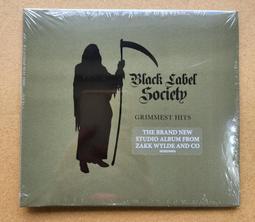 Black Label
Society
GRIMMEST HITS
THE BRAND NEW
STUDIO ALBUM FROM
ZAKK WYLDE AND CO